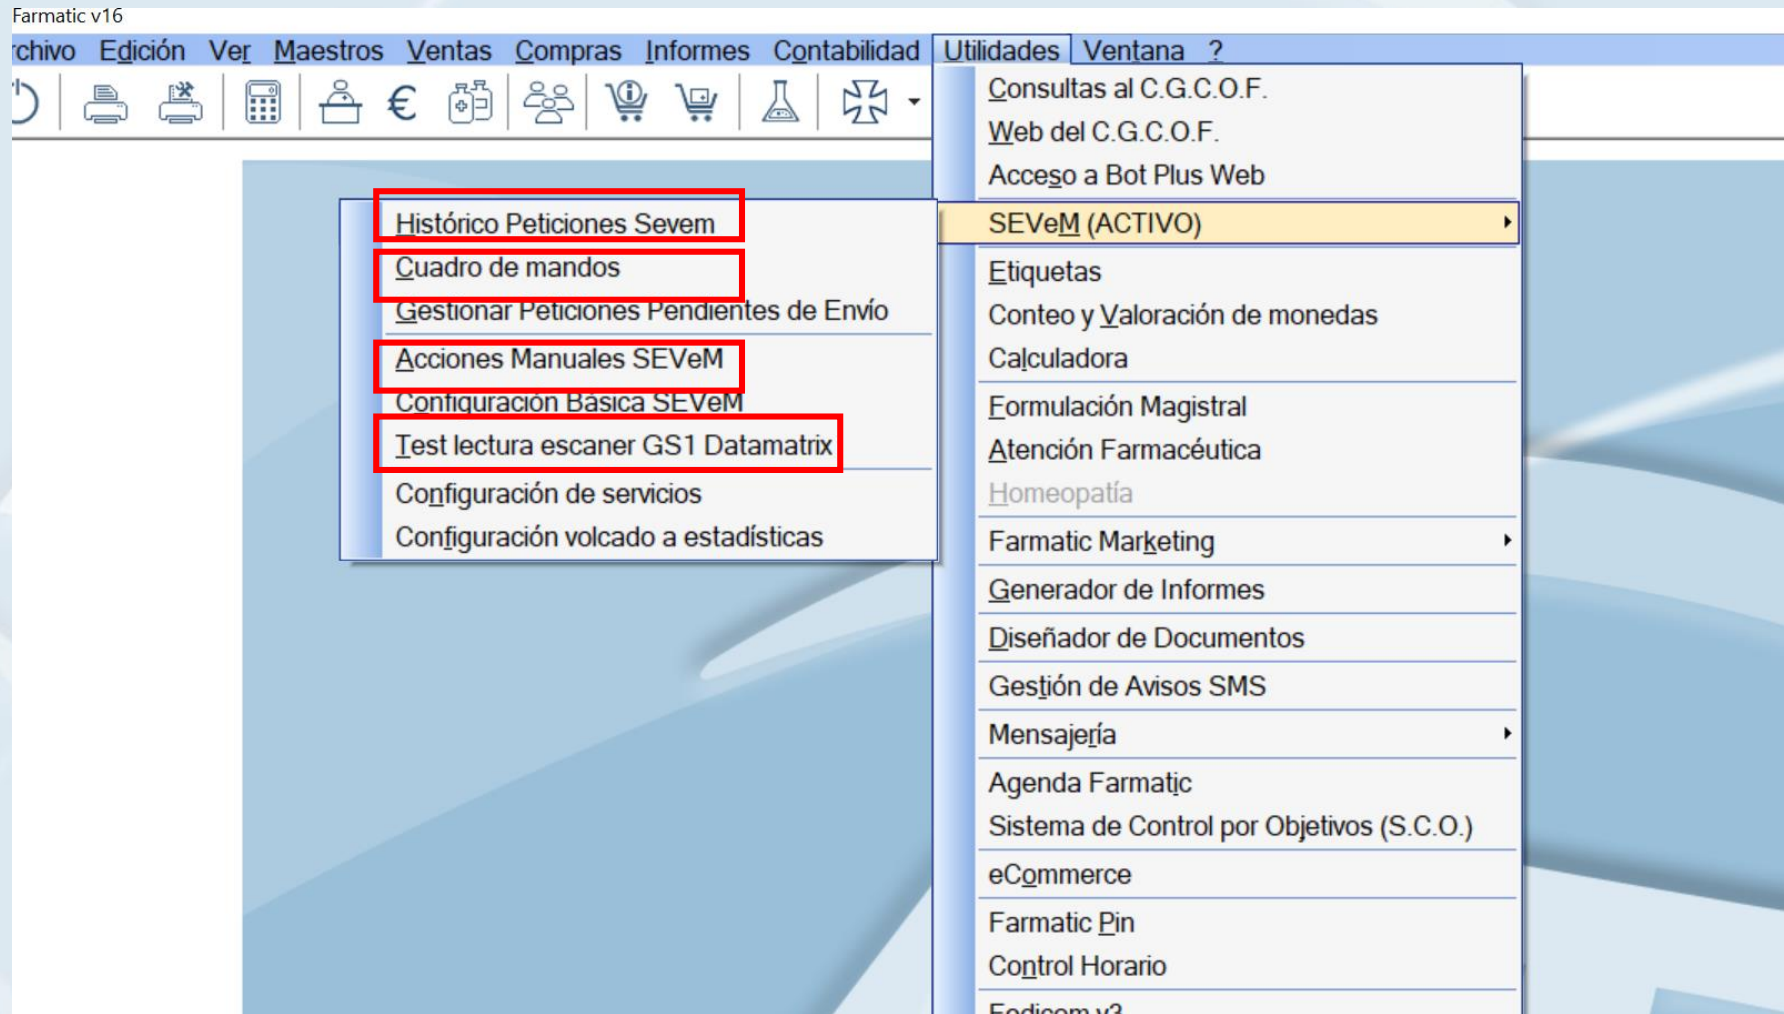 Farmatic v16
rchivo Edición Ver Maestros Ventas Compras Informes Contabilidad Utilidades Ventana ?
Consultas al C.G.C.O.F.
Web del C.G.C.O.F.
Acceso a Bot Plus Web
SEVeM (ACTIVO)
Histórico Peticiones Sevem
Cuadro de mandos
Gestionar Peticiones Pendientes de Envío
Acciones Manuales SEVeM
Configuración Básica SEVeM
Test lectura escaner GS1 Datamatrix
Configuración de servicios
Configuración volcado a estadísticas
Etiquetas
Conteo y Valoración de monedas
Calculadora
Formulación Magistral
Atención Farmacéutica
Homeopatía
Farmatic Marketing
Generador de Informes
Diseñador de Documentos
Gestión de Avisos SMS
Mensajería
Agenda Farmatic
Sistema de Control por Objetivos (S.C.O.)
eCommerce
Farmatic Pin
Control Horario
Fedicom v3